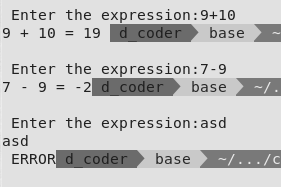 Enter the expression:9+10
9 + 10 = 19 d_coder base ~
Enter the expression:7-9
7 - 9 = -2 d_coder base ~/.
Enter the expression:asd
asd
ERROR d_coder base ~/.../c